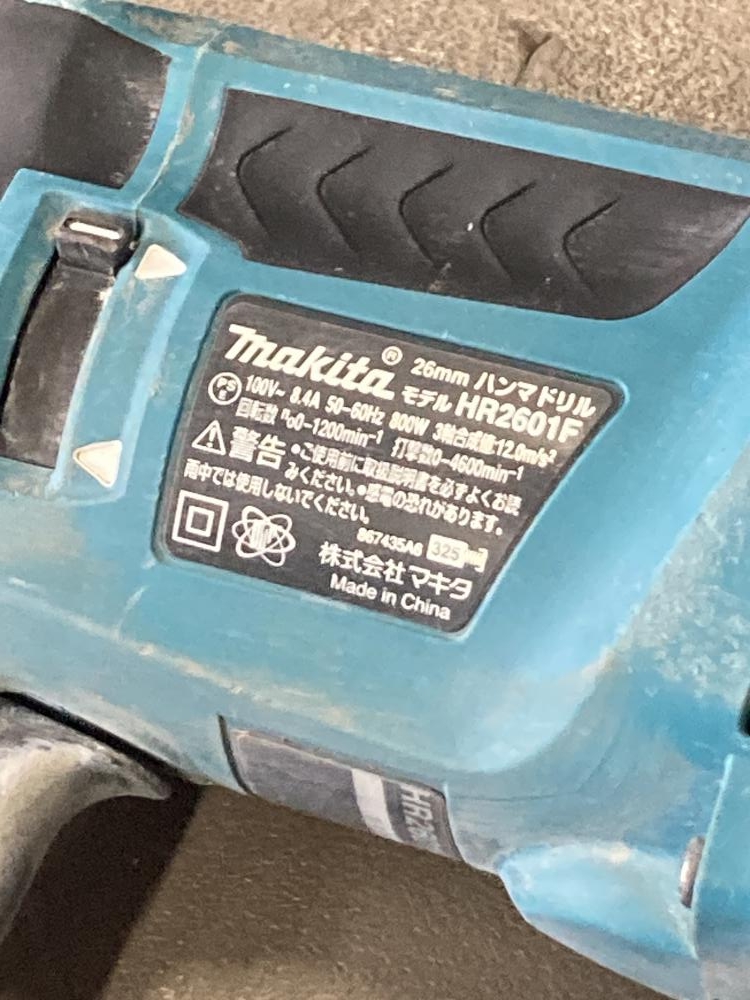 makita® 26mm ハンマドリル
モデル HR2601F
PS E 100V~ 8.4A 50-60Hz 800W 3軸合成値:12.0m/s²
回転数 n₀0-1200min⁻¹ 打撃数0-4600min⁻¹
⚠警告 •ご使用前に取扱説明書を必ずよくお読
みください。•感電の恐れがあります。
雨中では使用しないでください。
867435A6 325
株式会社マキタ
Made in China
HR26